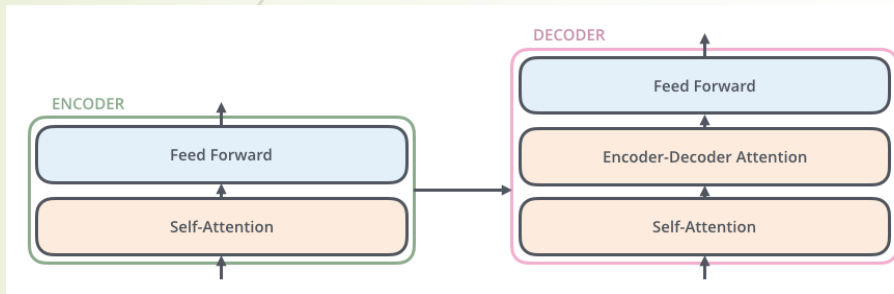 ENCODER
Feed Forward
Self-Attention
DECODER
Feed Forward
Encoder-Decoder Attention
Self-Attention